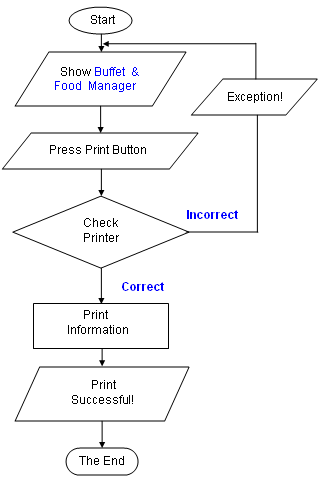 Start
Show Buffet &
Food Manager
Exception!
Press Print Button
Check
Printer
Incorrect
Correct
Print
Information
Print
Successful!
The End